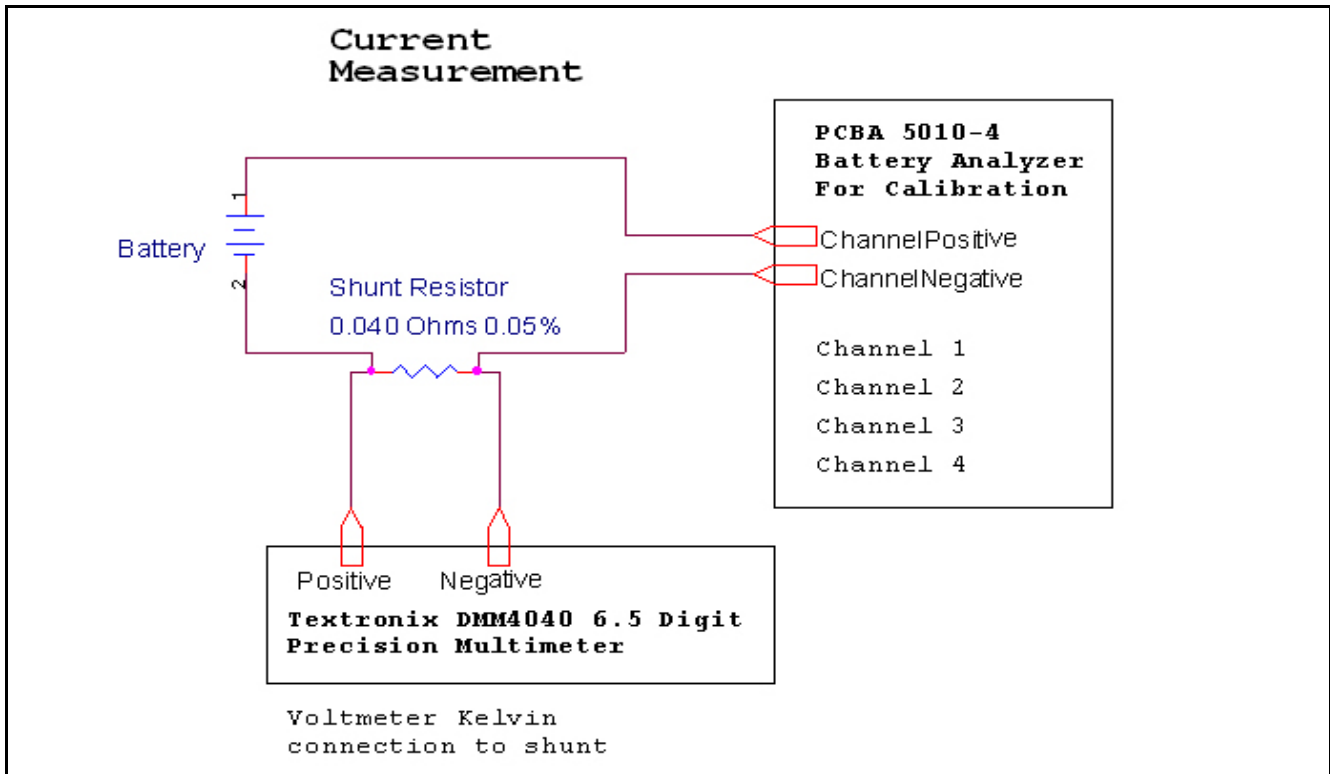 Current
Measurement
PCBA 5010-4
Battery Analyzer
For Calibration
1
Battery
2
ChannelPositive
ChannelNegative
Shunt Resistor
0.040 Ohms 0.05%
Channel 1
Channel 2
Channel 3
Channel 4
Positive
Negative
Textronix DMM4040 6.5 Digit
Precision Multimeter
Voltmeter Kelvin
connection to shunt